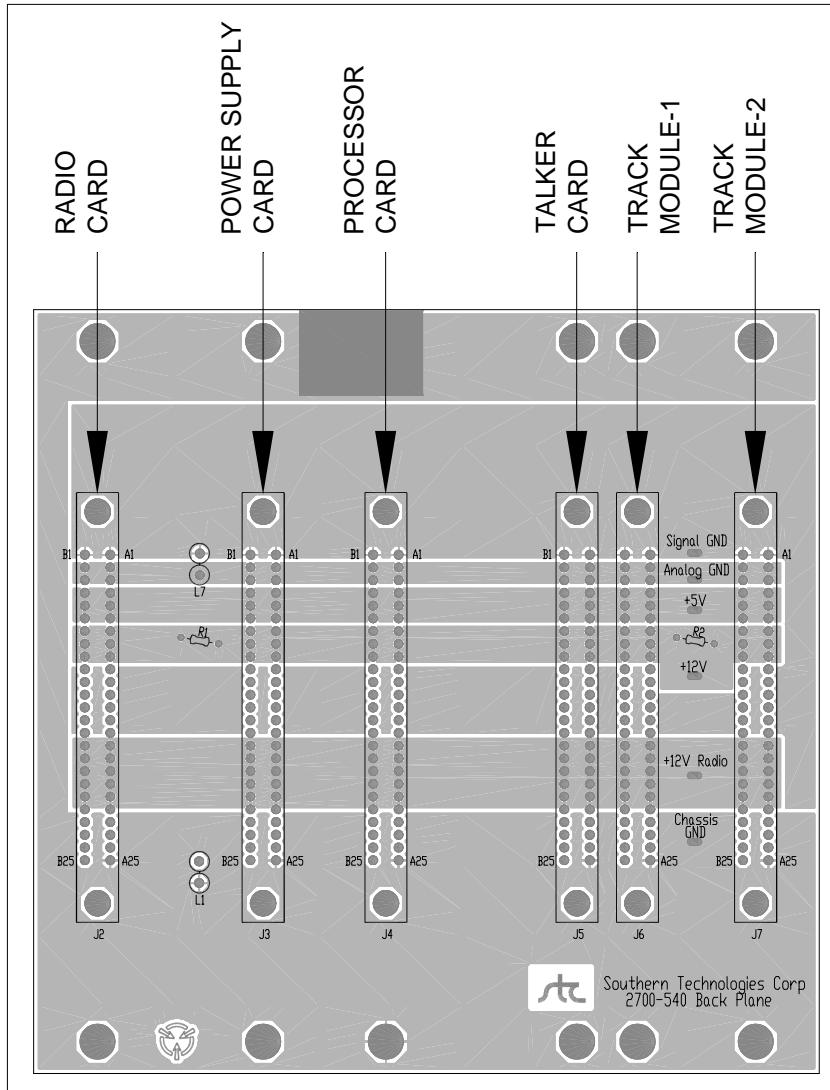 RADIO
CARD
POWER SUPPLY
CARD
PROCESSOR
CARD
TALKER
CARD
TRACK
MODULE-1
TRACK
MODULE-2
B1
A1
B1
A1
B1
A1
B1
A1
Signal GND
Analog GND
+5V
L7
R1
R2
+12V
+12V Radio
Chassis
GND
B25
A25
B25
A25
B25
A25
B25
A25
B25
A25
L1
J2
J3
J4
J5
J6
J7
stc
Southern Technologies Corp
2700-540 Back Plane